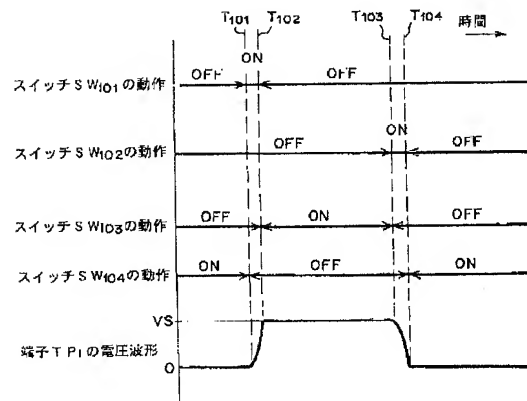 T101 T102 T103 T104 時間
ON
スイッチSW101の動作 OFF OFF
ON
スイッチSW102の動作 OFF OFF
スイッチSW103の動作 OFF ON OFF
スイッチSW104の動作 ON OFF ON
VS
端子TP1の電圧波形
0